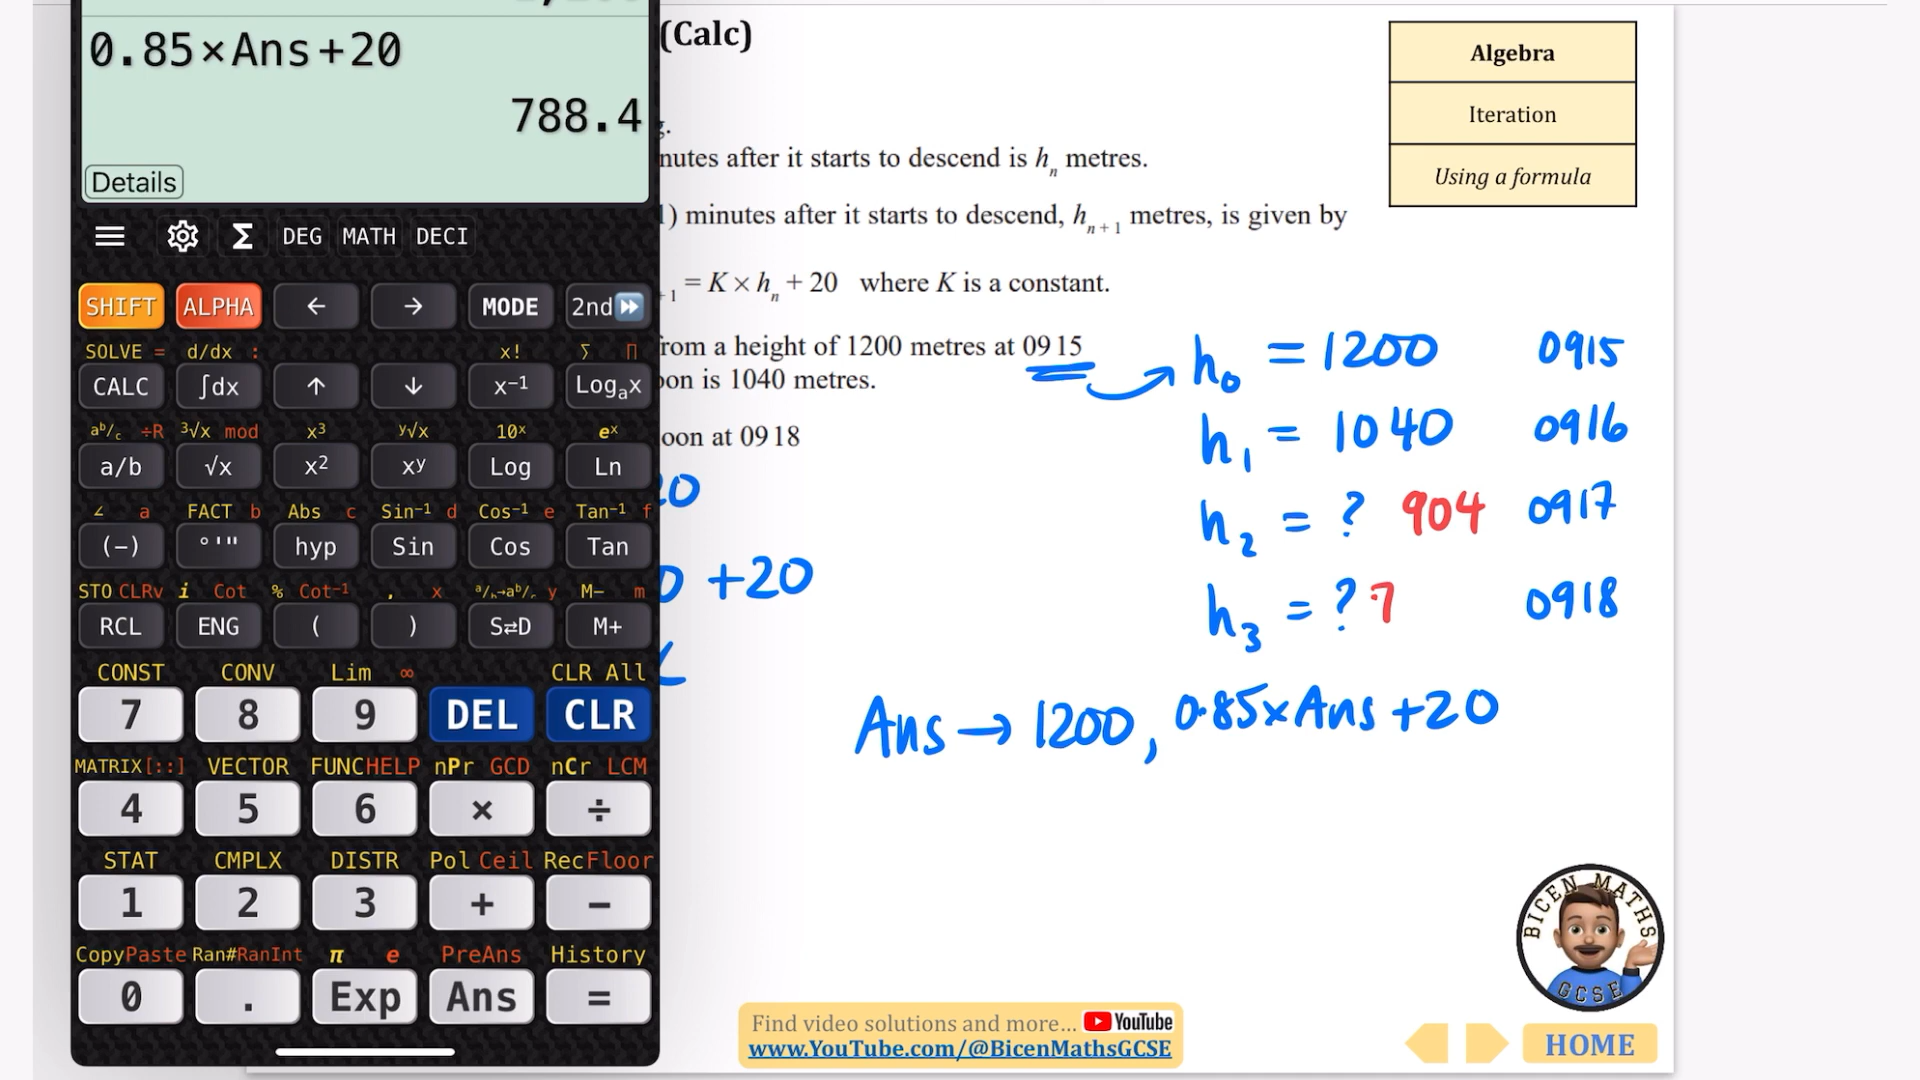 0.85×Ans+20
788.4
Details
DEG MATH DECI
SHIFT ALPHA ← → MODE 2nd
SOLVE = d/dx : x! ∑ ∏
CALC ∫dx ↑ ↓ x⁻¹ Logₐx
aᵇ/c ÷R ³√x mod x³ ʸ√x 10ˣ eˣ
a/b √x x² xʸ Log Ln
∠ a FACT b Abs c Sin⁻¹ d Cos⁻¹ e Tan⁻¹ f
(−) °'" hyp Sin Cos Tan
STO CLRv i Cot % Cot⁻¹ , x y M− m
RCL ENG ( ) S⇄D M+
CONST CONV Lim ∞ CLR All
7 8 9 DEL CLR
MATRIX[::] VECTOR FUNC HELP nPr GCD nCr LCM
4 5 6 × ÷
STAT CMPLX DISTR Pol Ceil Rec Floor
1 2 3 + −
Copy Paste Ran# RanInt π e PreAns History
0 . Exp Ans =
(Calc)
Algebra
Iteration
Using a formula
nutes after it starts to descend is hₙ metres.
1) minutes after it starts to descend, hₙ₊₁ metres, is given by
+1 = K × hₙ + 20 where K is a constant.
rom a height of 1200 metres at 09 15
oon is 1040 metres.
oon at 09 18
20
0 +20
h₀ = 1200 0915
h₁ = 1040 0916
h₂ = ? 904 0917
h₃ = ? 7 0918
Ans → 1200, 0.85×Ans +20
BICEN MATHS
GCSE
Find video solutions and more... YouTube
www.YouTube.com/@BicenMathsGCSE
HOME